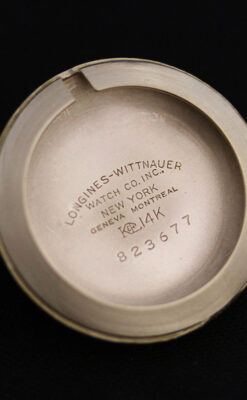 LONGINES-WITTNAUER
WATCH CO. INC.,
NEW YORK
GENEVA MONTREAL
14K
823677